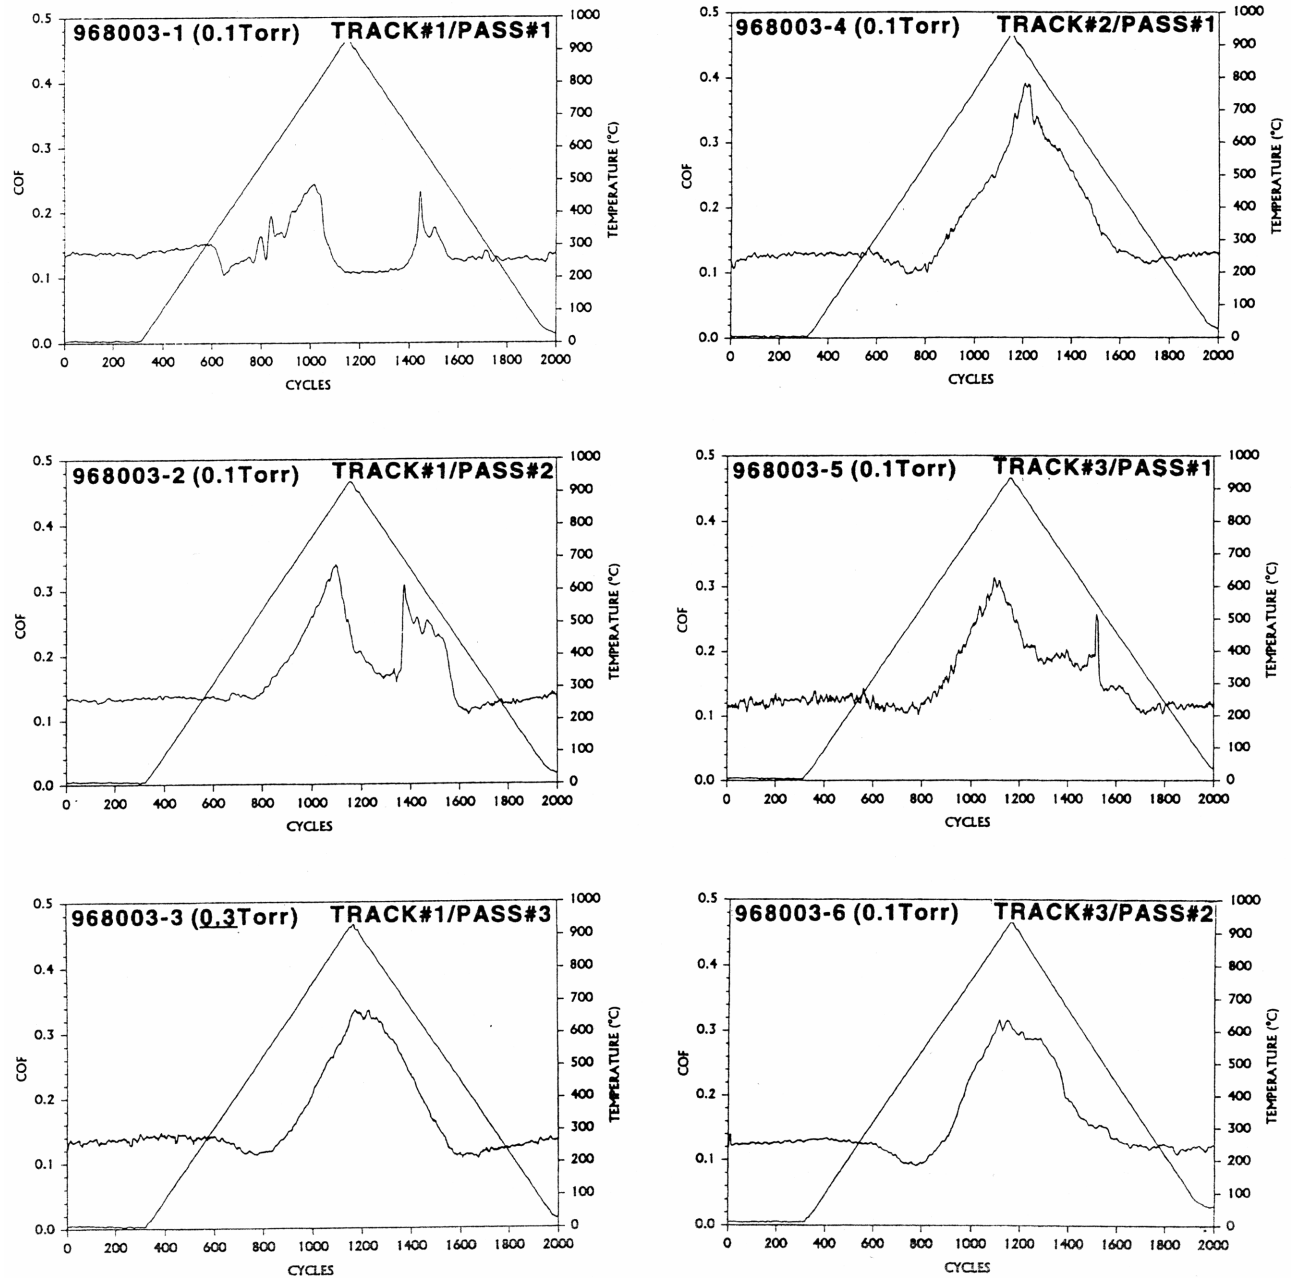 968003-1 (0.1Torr) TRACK#1/PASS#1
0.5 0.4 0.3 0.2 0.1 0.0
COF
1000 900 800 700 600 500 400 300 200 100 0
TEMPERATURE (°C)
0 200 400 600 800 1000 1200 1400 1600 1800 2000
CYCLES
968003-4 (0.1Torr) TRACK#2/PASS#1
0.5 0.4 0.3 0.2 0.1 0.0
COF
1000 900 800 700 600 500 400 300 200 100 0
TEMPERATURE (°C)
0 200 400 600 800 1000 1200 1400 1600 1800 2000
CYCLES
968003-2 (0.1Torr) TRACK#1/PASS#2
0.5 0.4 0.3 0.2 0.1 0.0
COF
1000 900 800 700 600 500 400 300 200 100 0
TEMPERATURE (°C)
0 200 400 600 800 1000 1200 1400 1600 1800 2000
CYCLES
968003-5 (0.1Torr) TRACK#3/PASS#1
0.5 0.4 0.3 0.2 0.1 0.0
COF
1000 900 800 700 600 500 400 300 200 100 0
TEMPERATURE (°C)
0 200 400 600 800 1000 1200 1400 1600 1800 2000
CYCLES
968003-3 (0.3Torr) TRACK#1/PASS#3
0.5 0.4 0.3 0.2 0.1 0.0
COF
1000 900 800 700 600 500 400 300 200 100 0
TEMPERATURE (°C)
0 200 400 600 800 1000 1200 1400 1600 1800 2000
CYCLES
968003-6 (0.1Torr) TRACK#3/PASS#2
0.5 0.4 0.3 0.2 0.1 0.0
COF
1000 900 800 700 600 500 400 300 200 100 0
TEMPERATURE (°C)
0 200 400 600 800 1000 1200 1400 1600 1800 2000
CYCLES